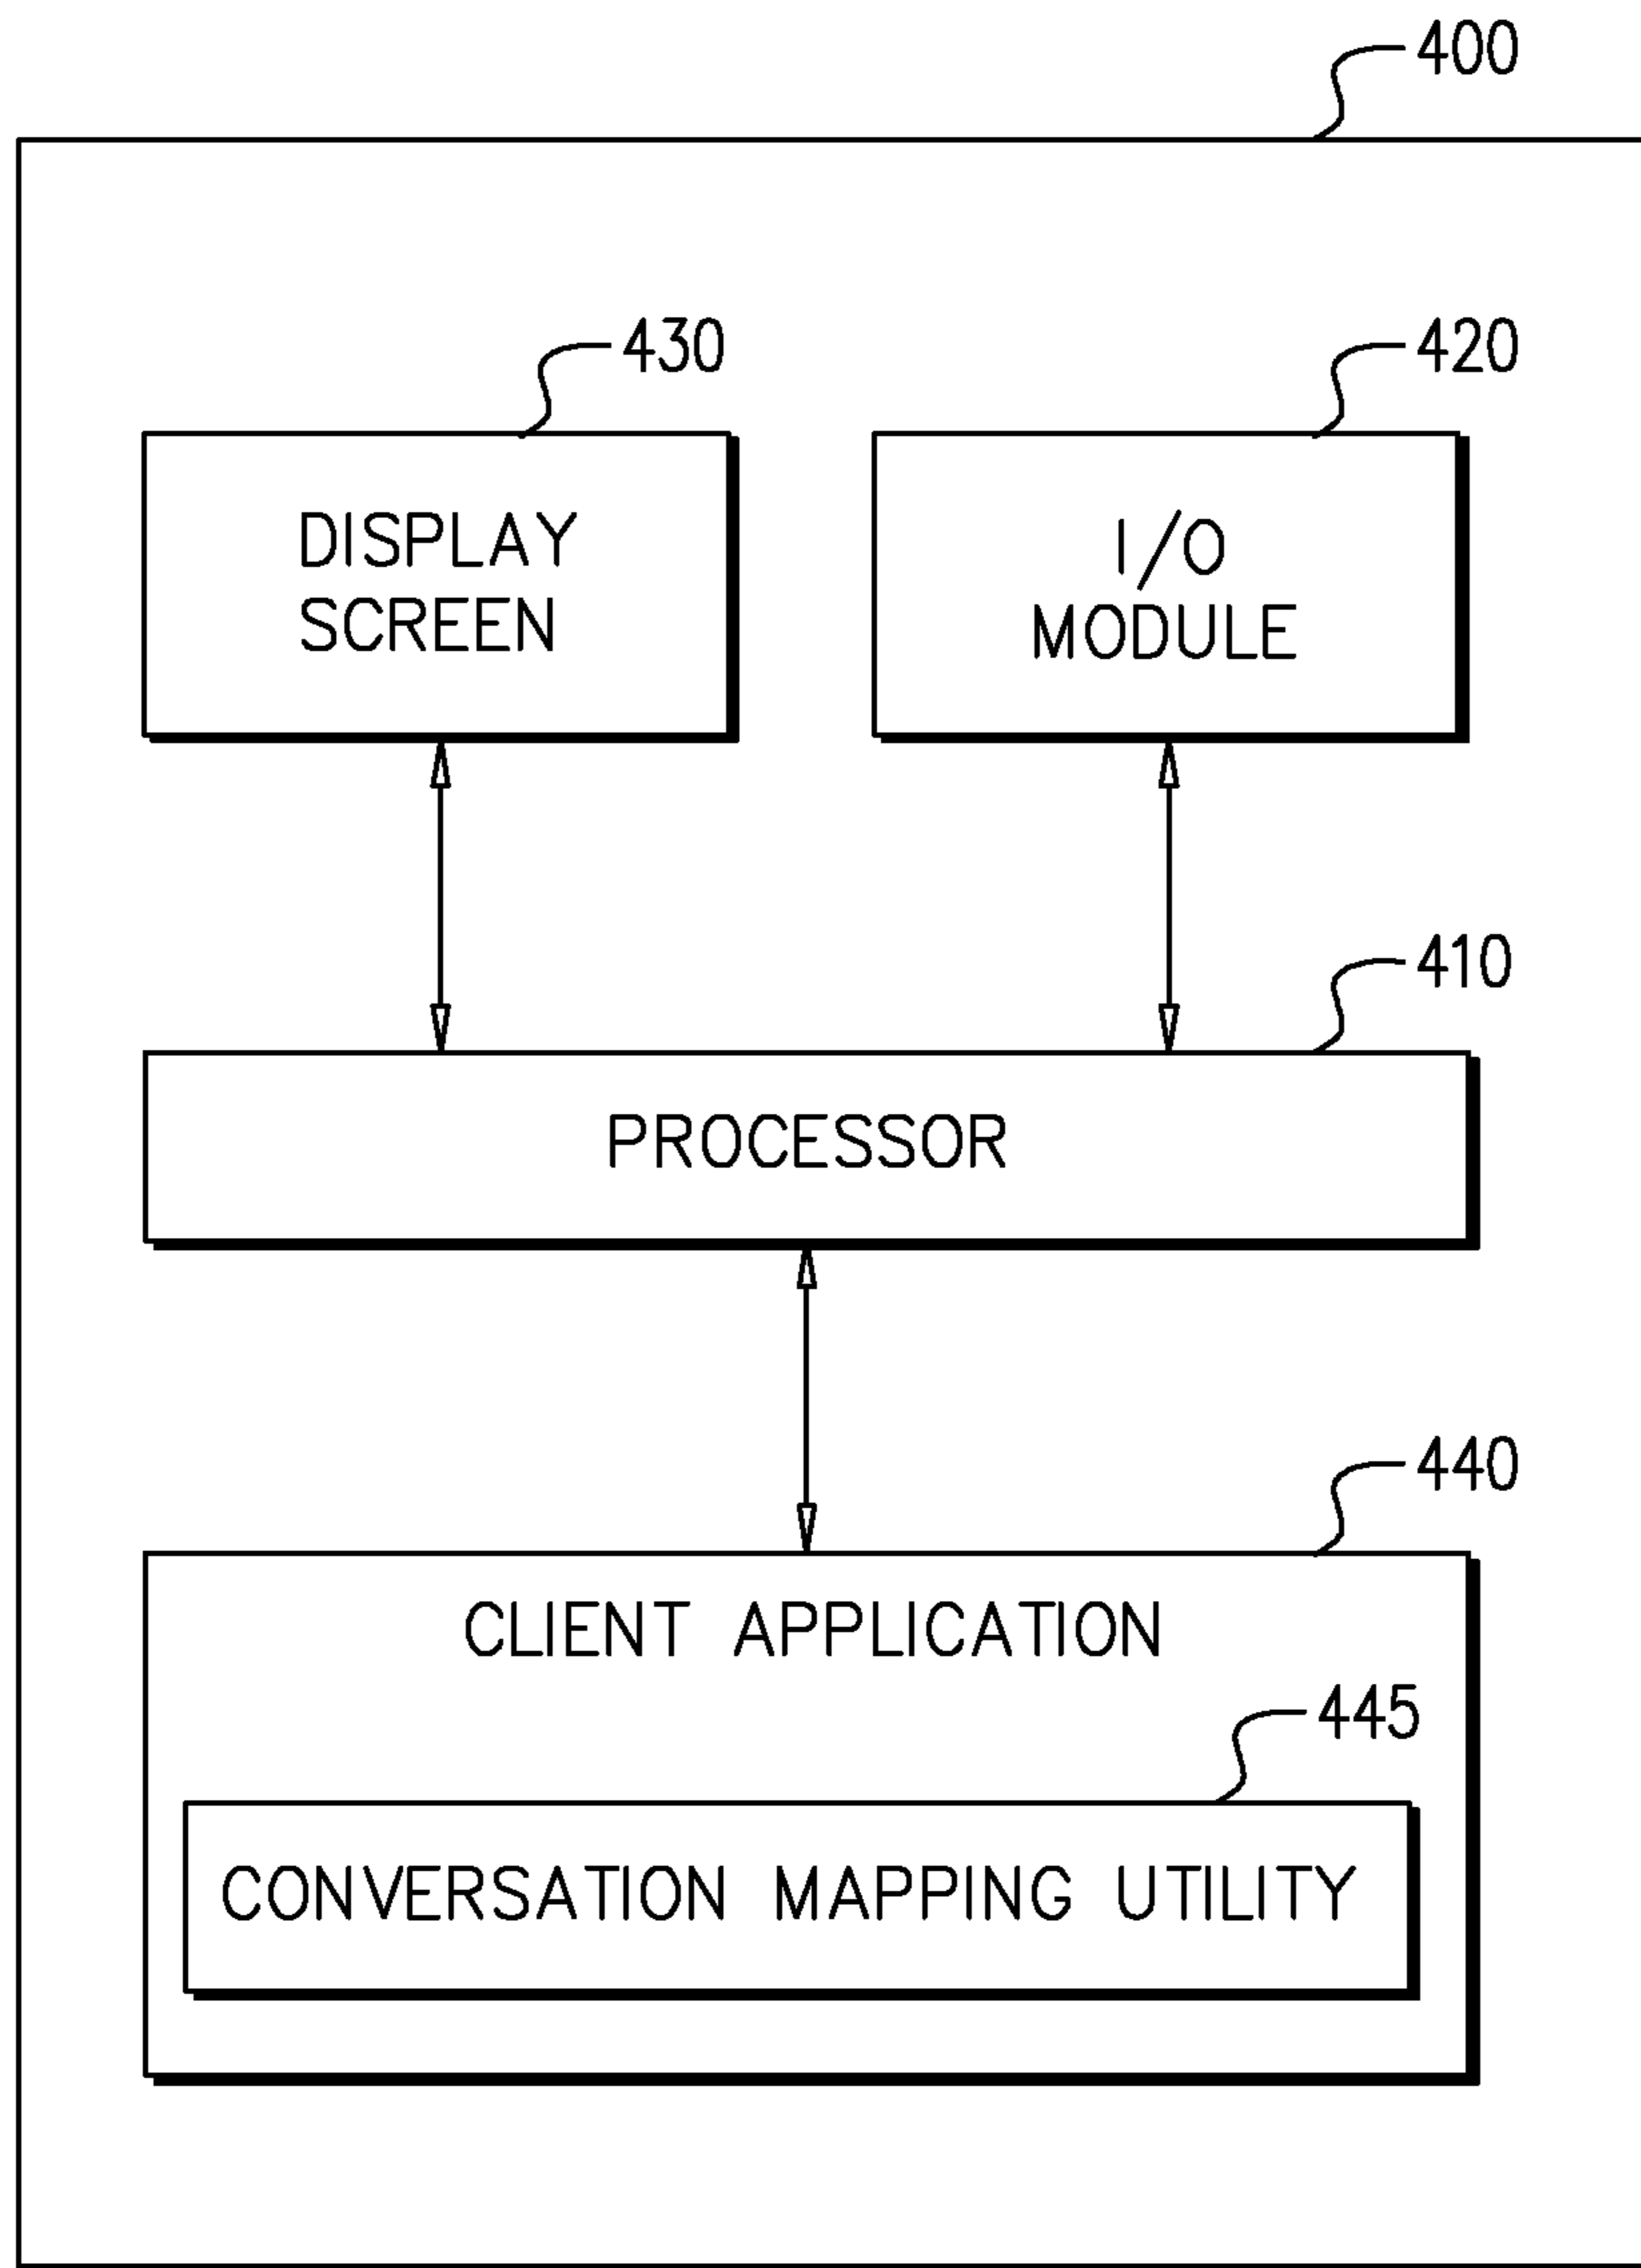 400
430
420
DISPLAY
SCREEN
I/O
MODULE
410
PROCESSOR
440
CLIENT APPLICATION
445
CONVERSATION MAPPING UTILITY